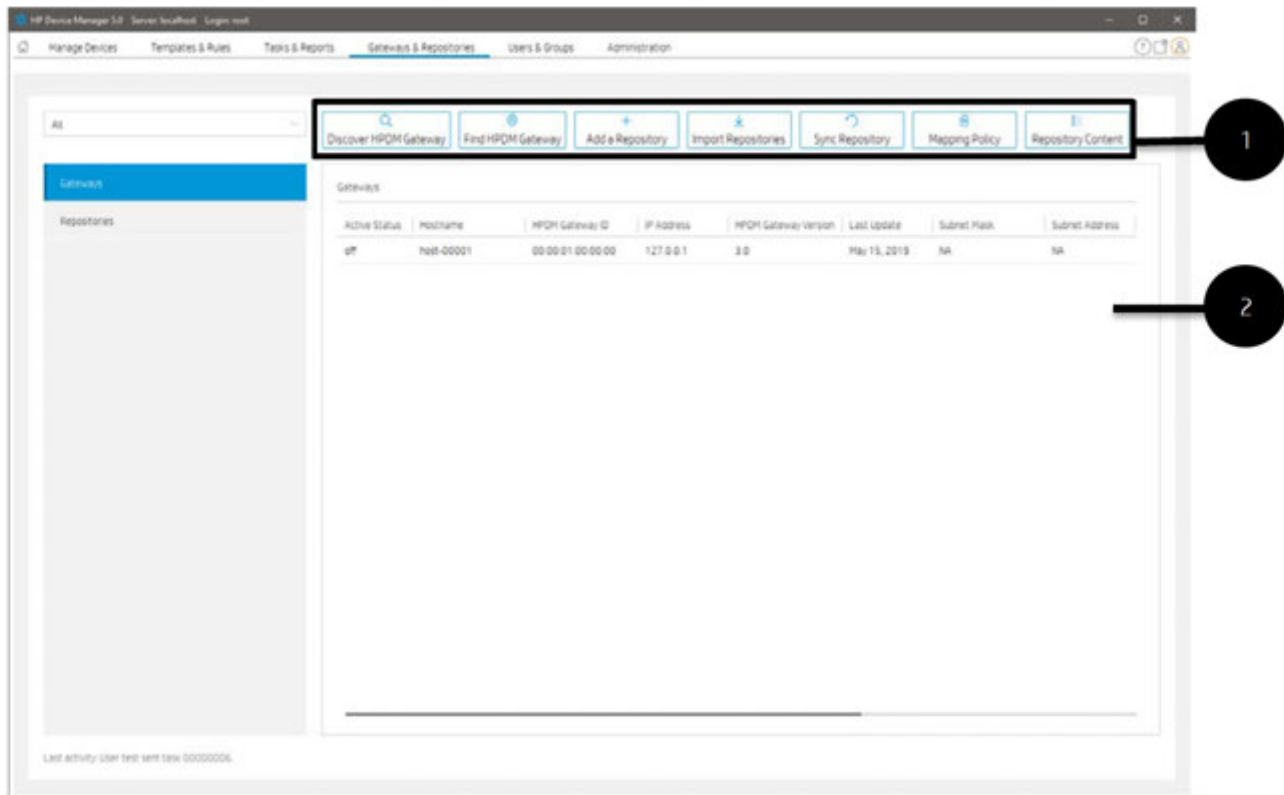 HP Device Manager 5.0 Server: localhost Login: root
Manage Devices Templates & Rules Tasks & Reports Gateways & Repositories Users & Groups Administration
All
Discover HPDM Gateway Find HPDM Gateway Add a Repository Import Repositories Sync Repository Mapping Policy Repository Content
1
Gateways
Repositories
Gateways
Active Status Hostname HPDM Gateway ID IP Address HPDM Gateway Version Last Update Subnet Mask Subnet Address
off host-00001 00:00:01:00:00:00 127.0.0.1 3.0 May 15, 2019 NA NA
2
Last activity: User test sent task 00000006.